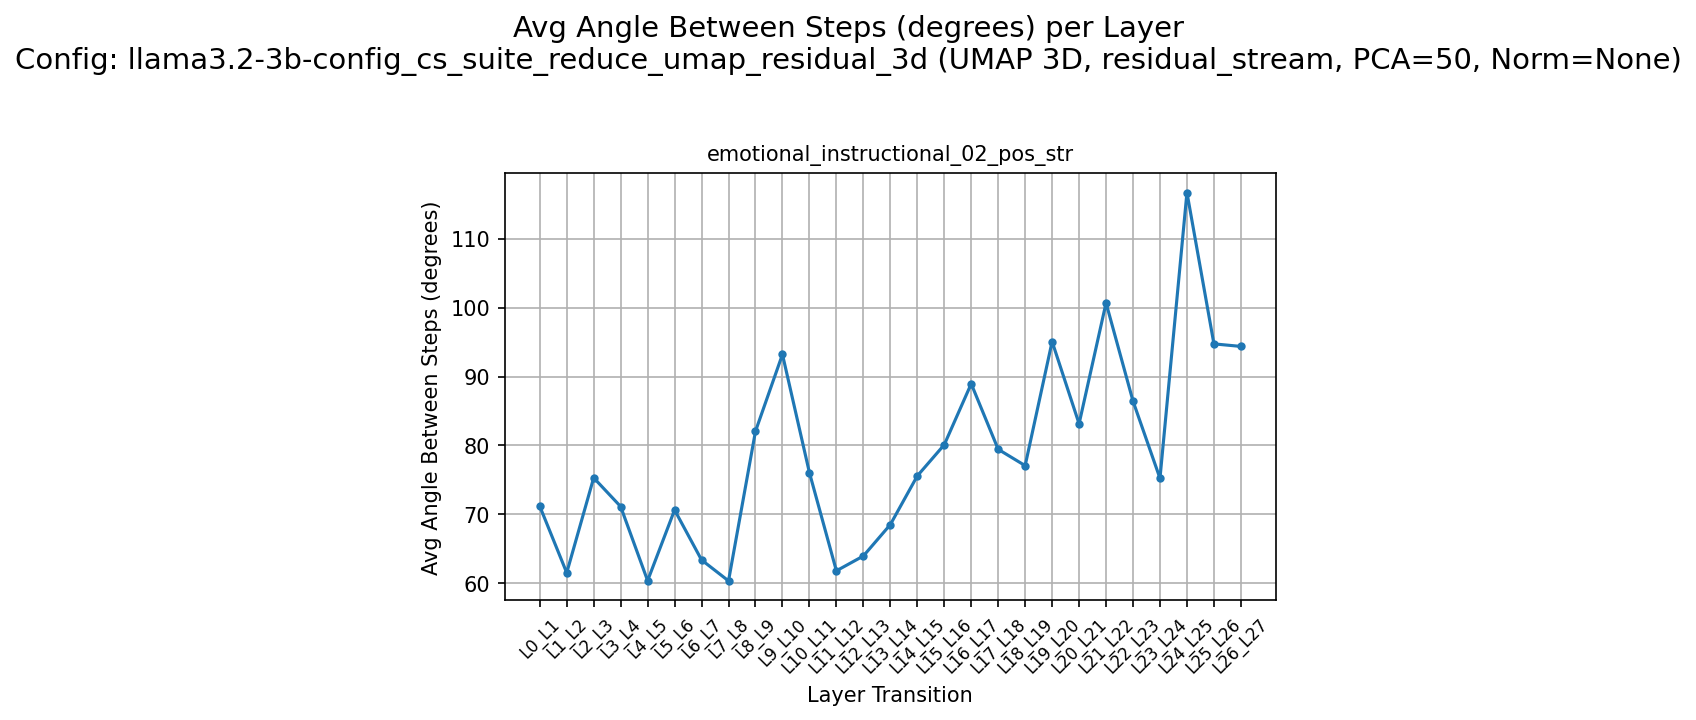 Avg Angle Between Steps (degrees) per Layer
Config: llama3.2-3b-config_cs_suite_reduce_umap_residual_3d (UMAP 3D, residual_stream, PCA=50, Norm=None)
emotional_instructional_02_pos_str
Avg Angle Between Steps (degrees)
110
100
90
80
70
60
L0_L1
L1_L2
L2_L3
L3_L4
L4_L5
L5_L6
L6_L7
L7_L8
L8_L9
L9_L10
L10_L11
L11_L12
L12_L13
L13_L14
L14_L15
L15_L16
L16_L17
L17_L18
L18_L19
L19_L20
L20_L21
L21_L22
L22_L23
L23_L24
L24_L25
L25_L26
L26_L27
Layer Transition